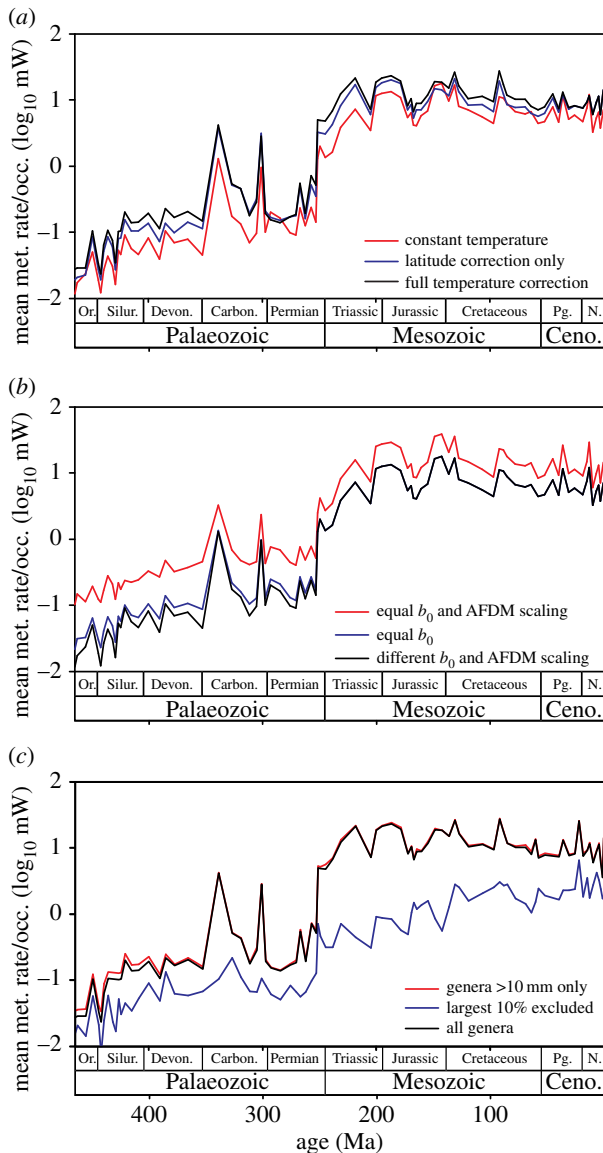 (a)
mean met. rate/occ. (log10 mW)
2
1
0
−1
−2
constant temperature
latitude correction only
full temperature correction
Or. Silur. Devon. Carbon. Permian Triassic Jurassic Cretaceous Pg. N.
Palaeozoic Mesozoic Ceno.
(b)
mean met. rate/occ. (log10 mW)
2
1
0
−1
−2
equal b0 and AFDM scaling
equal b0
different b0 and AFDM scaling
Or. Silur. Devon. Carbon. Permian Triassic Jurassic Cretaceous Pg. N.
Palaeozoic Mesozoic Ceno.
(c)
mean met. rate/occ. (log10 mW)
2
1
0
−1
−2
genera >10 mm only
largest 10% excluded
all genera
Or. Silur. Devon. Carbon. Permian Triassic Jurassic Cretaceous Pg. N.
Palaeozoic Mesozoic Ceno.
400 300 200 100
age (Ma)